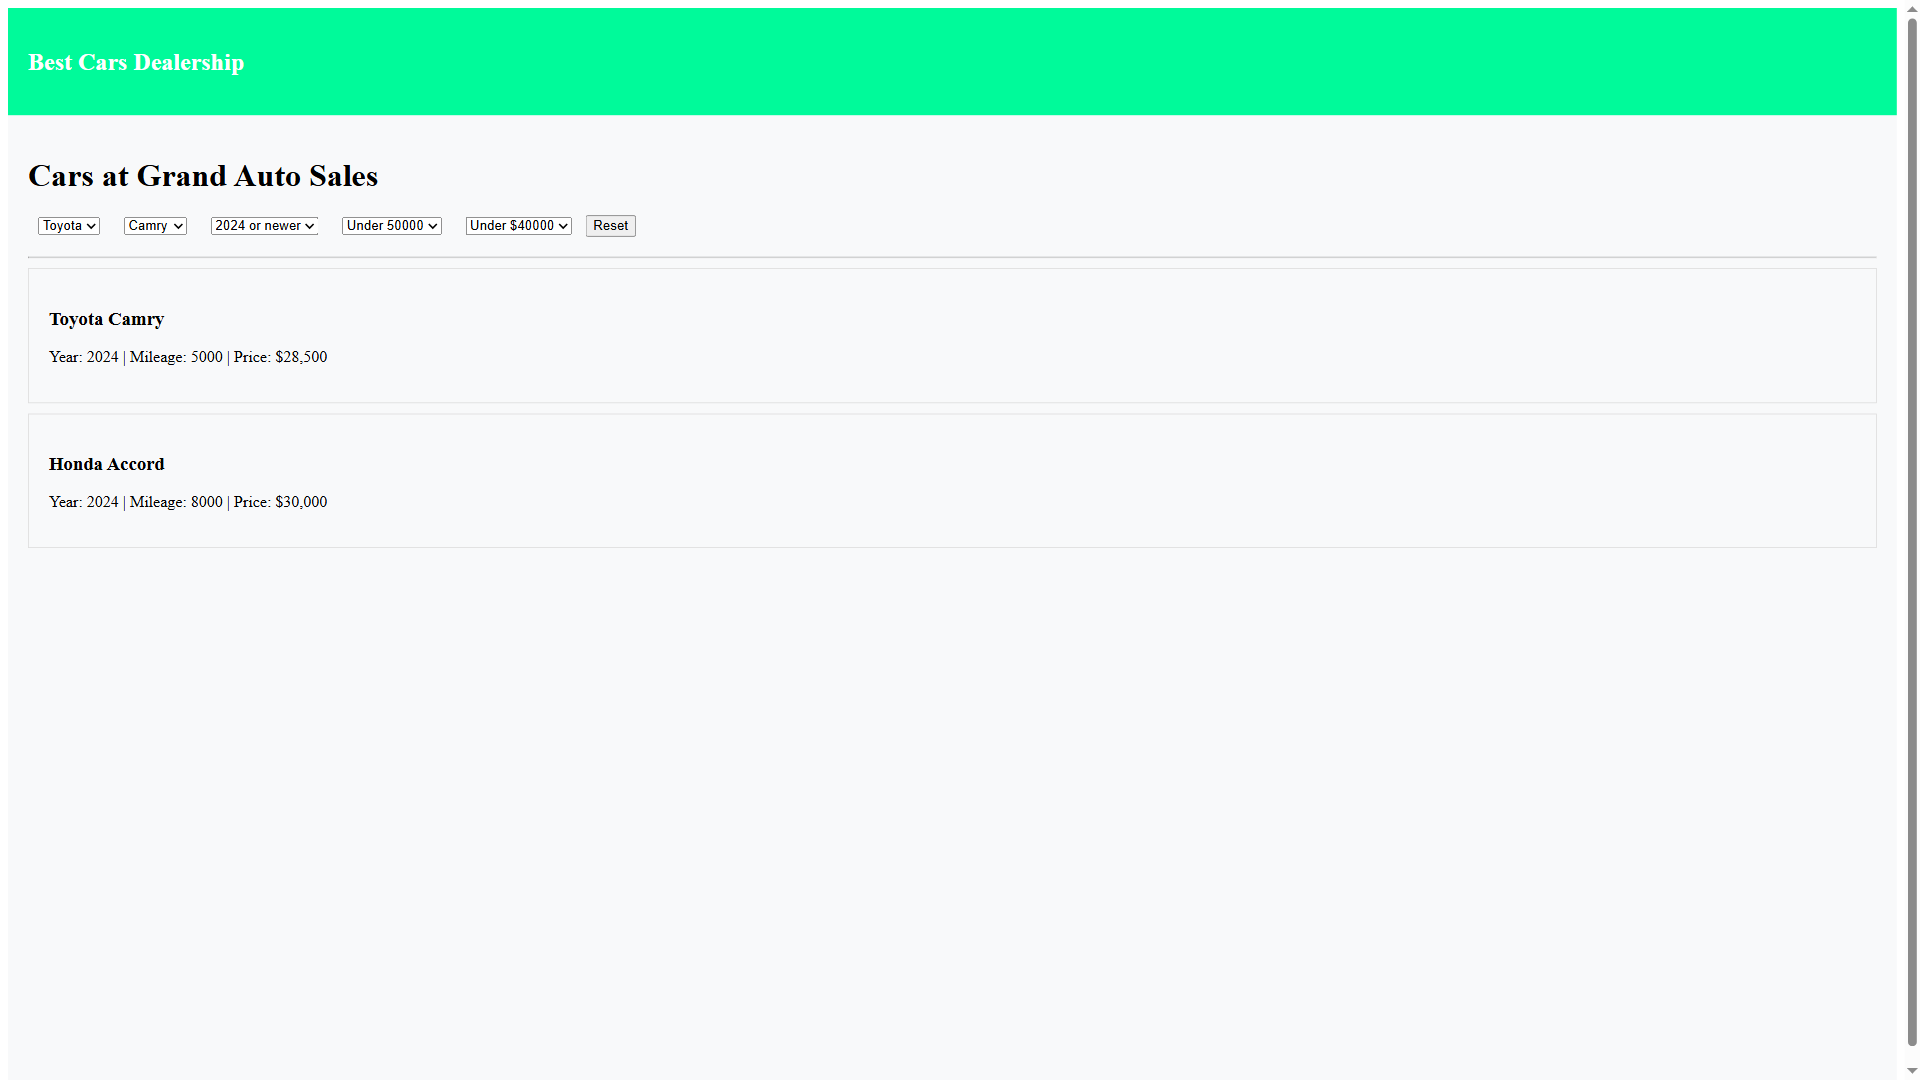 Best Cars Dealership
Cars at Grand Auto Sales
Toyota Camry 2024 or newer Under 50000 Under $40000 Reset
Toyota Camry
Year: 2024 | Mileage: 5000 | Price: $28,500
Honda Accord
Year: 2024 | Mileage: 8000 | Price: $30,000